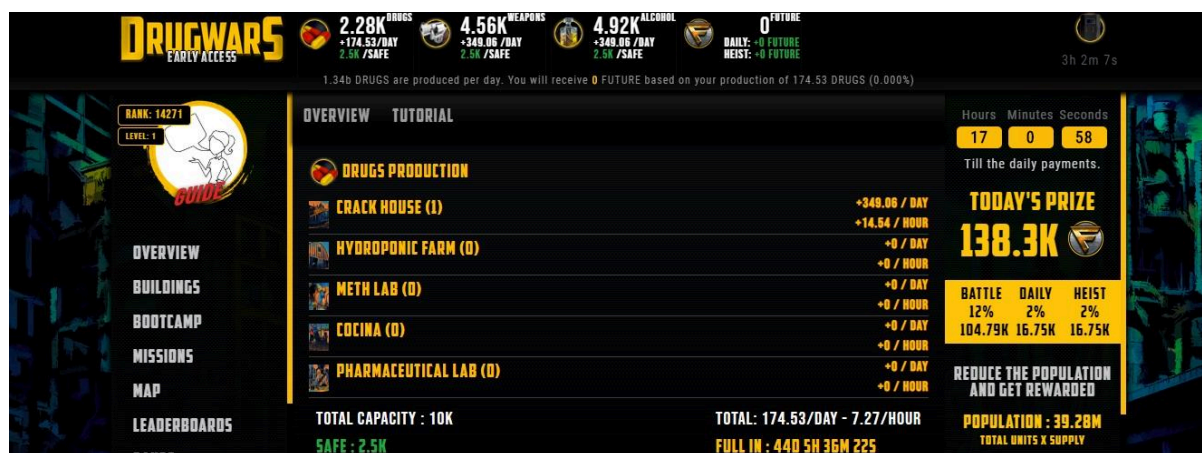 DRUGWARS
EARLY ACCESS
2.28K DRUGS
+174.53/DAY
2.5K /SAFE
4.56K WEAPONS
+349.06 /DAY
2.5K /SAFE
4.92K ALCOHOL
+349.06 /DAY
2.5K /SAFE
0 FUTURE
DAILY: +0 FUTURE
HEIST: +0 FUTURE
3h 2m 7s
1.34b DRUGS are produced per day. You will receive 0 FUTURE based on your production of 174.53 DRUGS (0.000%)
RANK: 14271
LEVEL: 1
GUIDE
OVERVIEW
BUILDINGS
BOOTCAMP
MISSIONS
MAP
LEADERBOARDS
OVERVIEW TUTORIAL
DRUGS PRODUCTION
CRACK HOUSE (1)
+349.06 / DAY
+14.54 / HOUR
HYDROPONIC FARM (0)
+0 / DAY
+0 / HOUR
METH LAB (0)
+0 / DAY
+0 / HOUR
COCINA (0)
+0 / DAY
+0 / HOUR
PHARMACEUTICAL LAB (0)
+0 / DAY
+0 / HOUR
TOTAL CAPACITY : 10K
TOTAL: 174.53/DAY - 7.27/HOUR
SAFE : 2.5K
FULL IN : 44D 5H 36M 22S
Hours Minutes Seconds
17 0 58
Till the daily payments.
TODAY'S PRIZE
138.3K
BATTLE DAILY HEIST
12% 2% 2%
104.79K 16.75K 16.75K
REDUCE THE POPULATION
AND GET REWARDED
POPULATION : 39.28M
TOTAL UNITS X SUPPLY